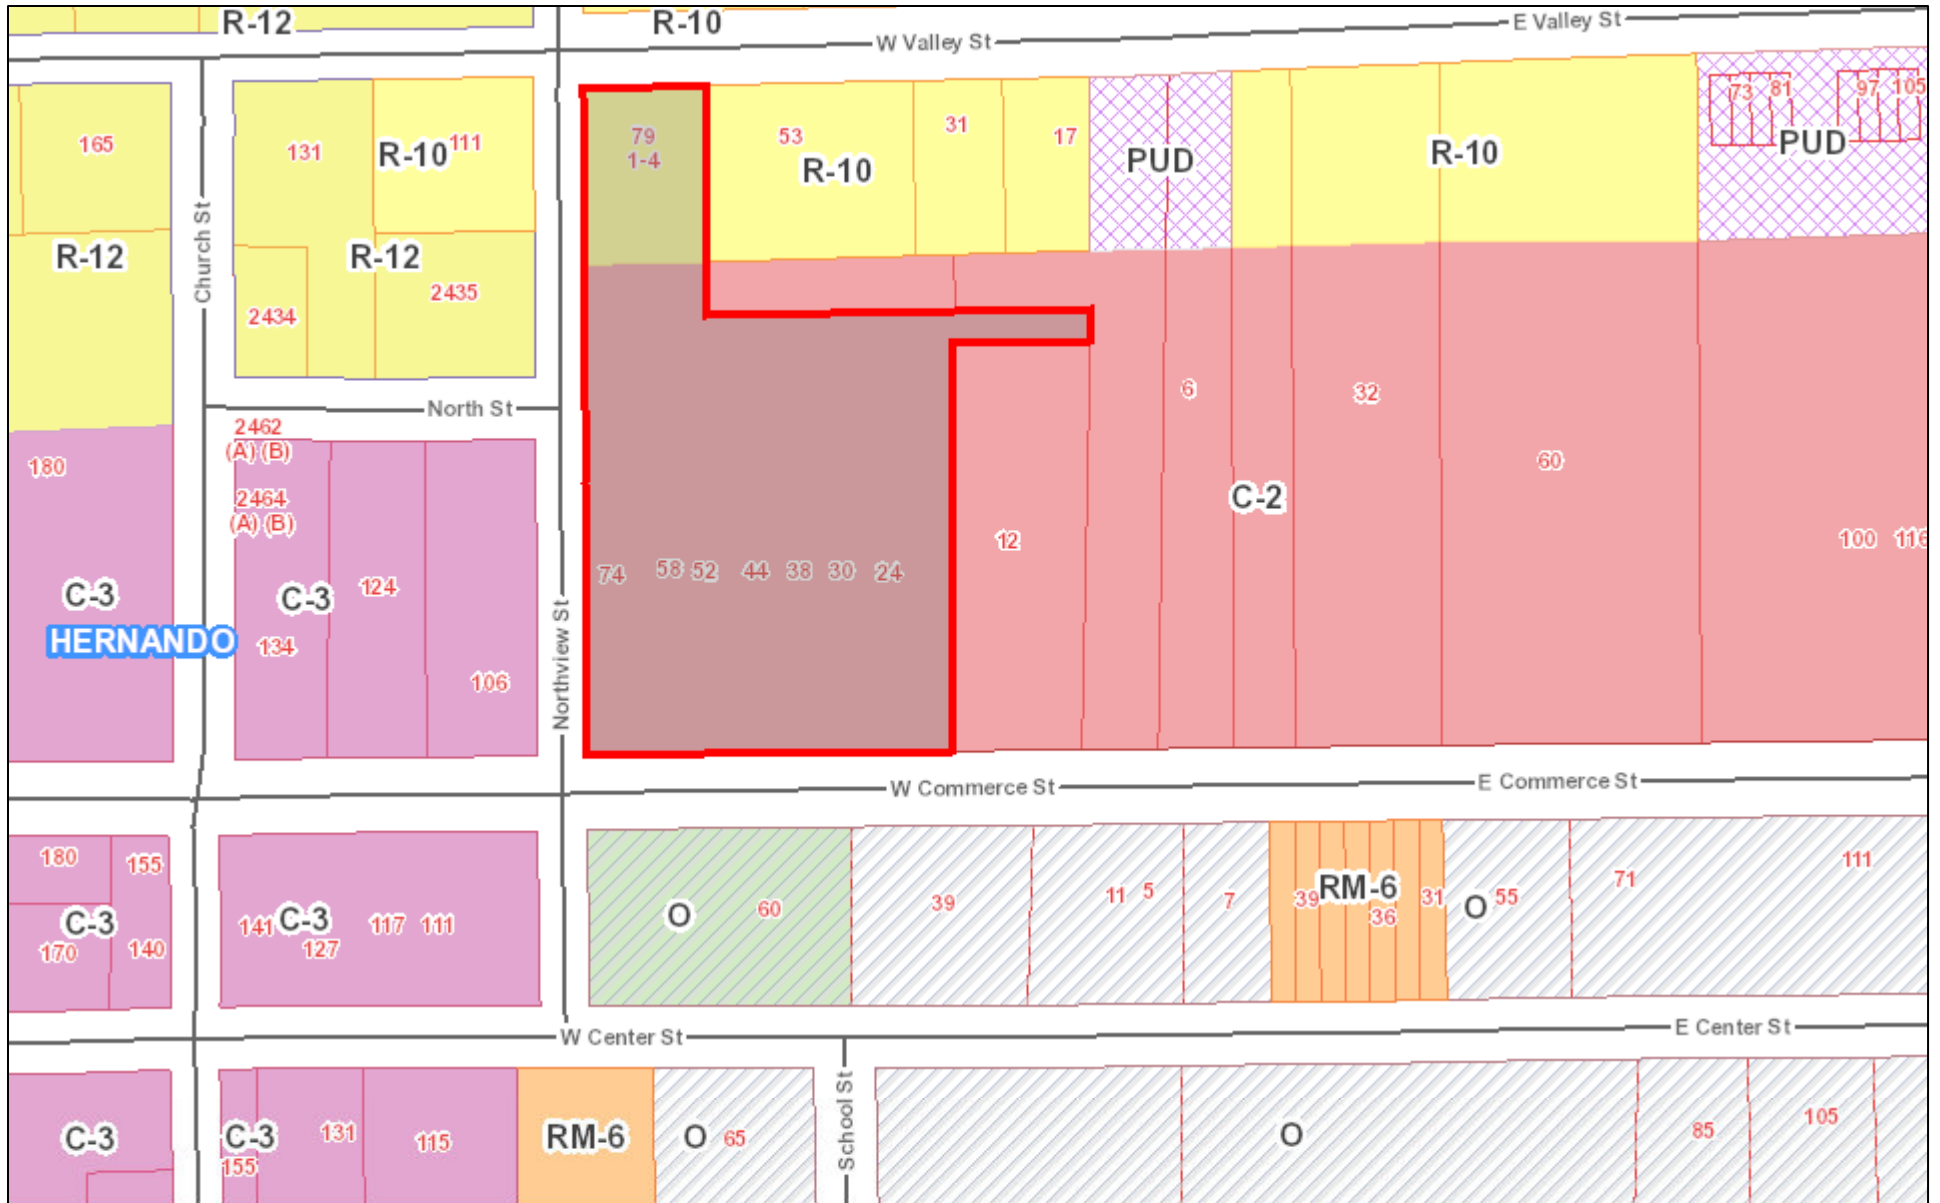 R-12
R-10
W Valley St
E Valley St
165
131
R-10
111
79
1-4
53
R-10
31
17
PUD
R-10
73
81
97
105
PUD
R-12
Church St
R-12
2434
2435
North St
6
32
60
C-2
12
100
116
180
2462
(A) (B)
2464
(A) (B)
C-3
C-3
124
134
106
HERNANDO
Northview St
74
58
52
44
38
30
24
W Commerce St
E Commerce St
180
155
C-3
170
140
141
C-3
127
117
111
O
60
39
11
5
7
39
RM-6
36
31
O
55
71
111
W Center St
E Center St
School St
C-3
C-3
155
131
115
RM-6
O
65
O
85
105